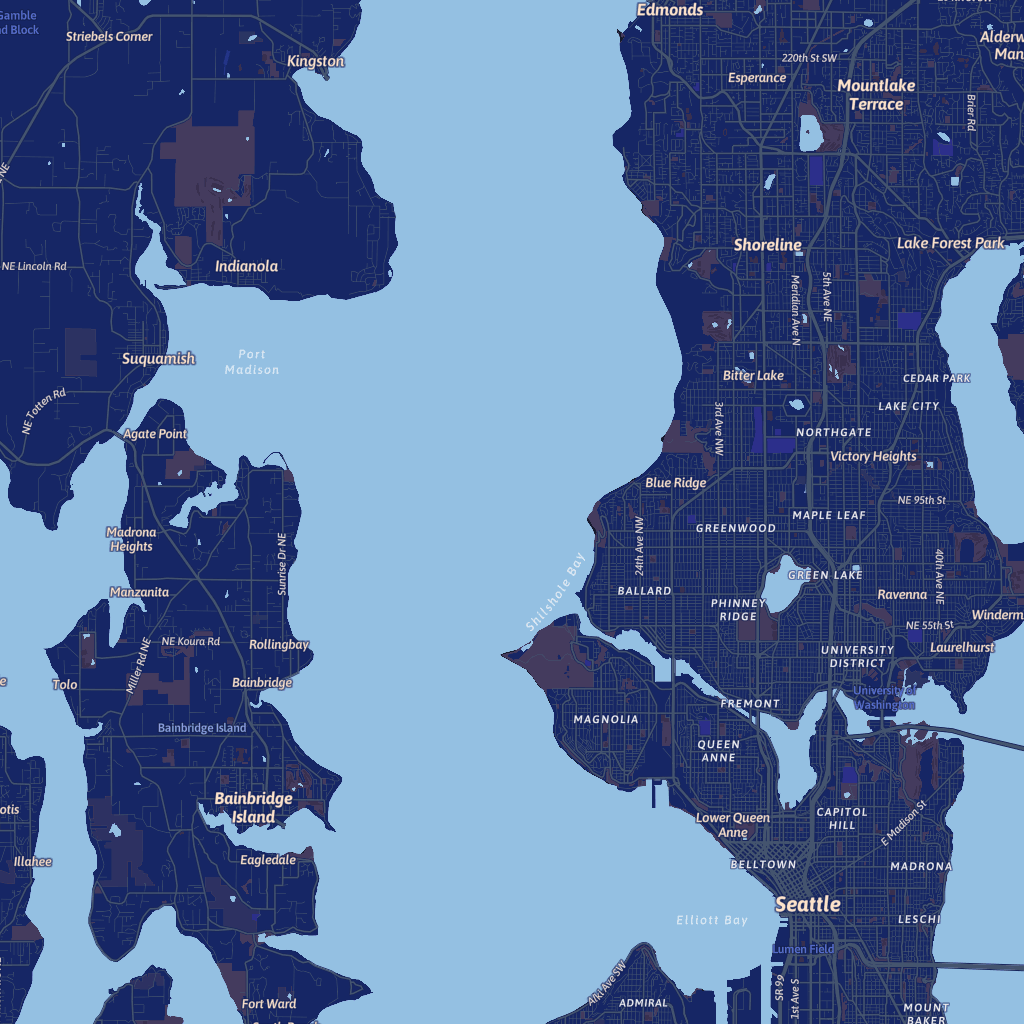 Edmonds
Gamble
Striebels Corner
Alderw
Man
220th St SW
Kingston
Esperance
Mountlake
Terrace
Brier Rd
NE
Shoreline
Lake Forest Park
NE Lincoln Rd
Indianola
Meridian Ave N
5th Ave NE
Port
Madison
Suquamish
Bitter Lake
CEDAR PARK
NE Totten Rd
LAKE CITY
3rd Ave NW
Agate Point
NORTHGATE
Victory Heights
Blue Ridge
NE 95th St
MAPLE LEAF
GREENWOOD
Madrona
Heights
24th Ave NW
Sunrise Dr NE
40th Ave NE
GREEN LAKE
Shilshole Bay
Manzanita
BALLARD
Ravenna
PHINNEY
RIDGE
Winderm
NE 55th St
NE Koura Rd
Rollingbay
Laurelhurst
UNIVERSITY
DISTRICT
Miller Rd NE
Tolo
Bainbridge
University of
Washington
FREMONT
MAGNOLIA
Bainbridge Island
QUEEN
ANNE
Bainbridge
Island
otis
CAPITOL
HILL
Lower Queen
Anne
E Madison St
Illahee
Eagledale
BELLTOWN
MADRONA
Seattle
Elliott Bay
LESCHI
Lumen Field
Alki Ave SW
SR 99
1st Ave S
Fort Ward
ADMIRAL
MOUNT
BAKER